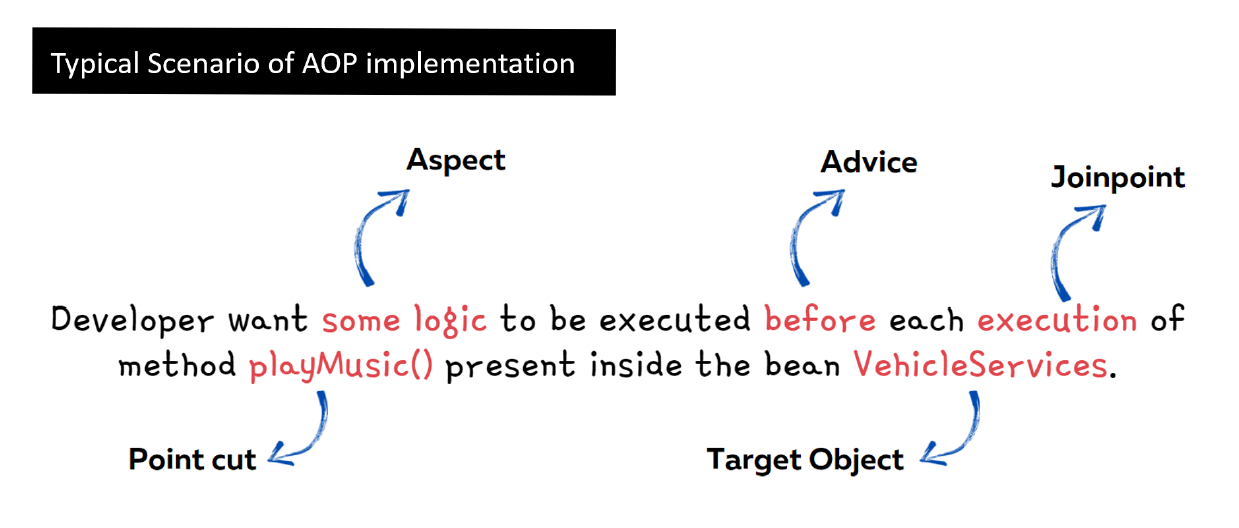 Typical Scenario of AOP implementation
Aspect
Advice
Joinpoint
Developer want some logic to be executed before each execution of
method playMusic() present inside the bean VehicleServices.
Point cut
Target Object